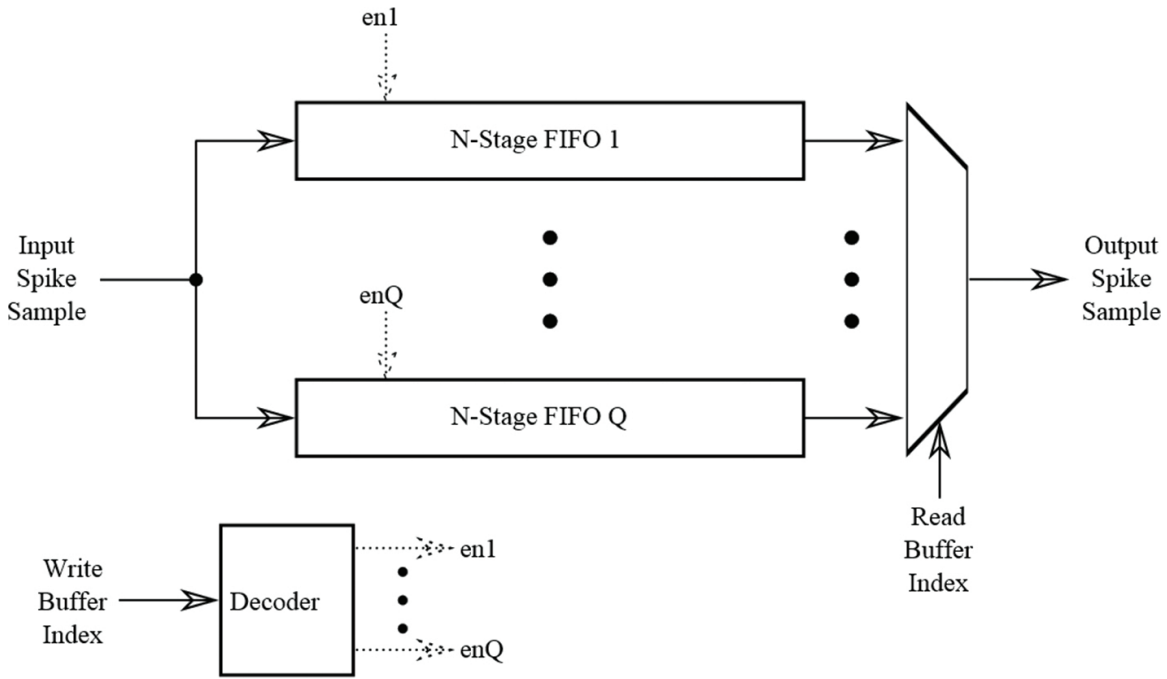 en1
N-Stage FIFO 1
Input
Spike
Sample
Output
Spike
Sample
enQ
N-Stage FIFO Q
Read
Buffer
Index
Write
Buffer
Index
Decoder
en1
enQ